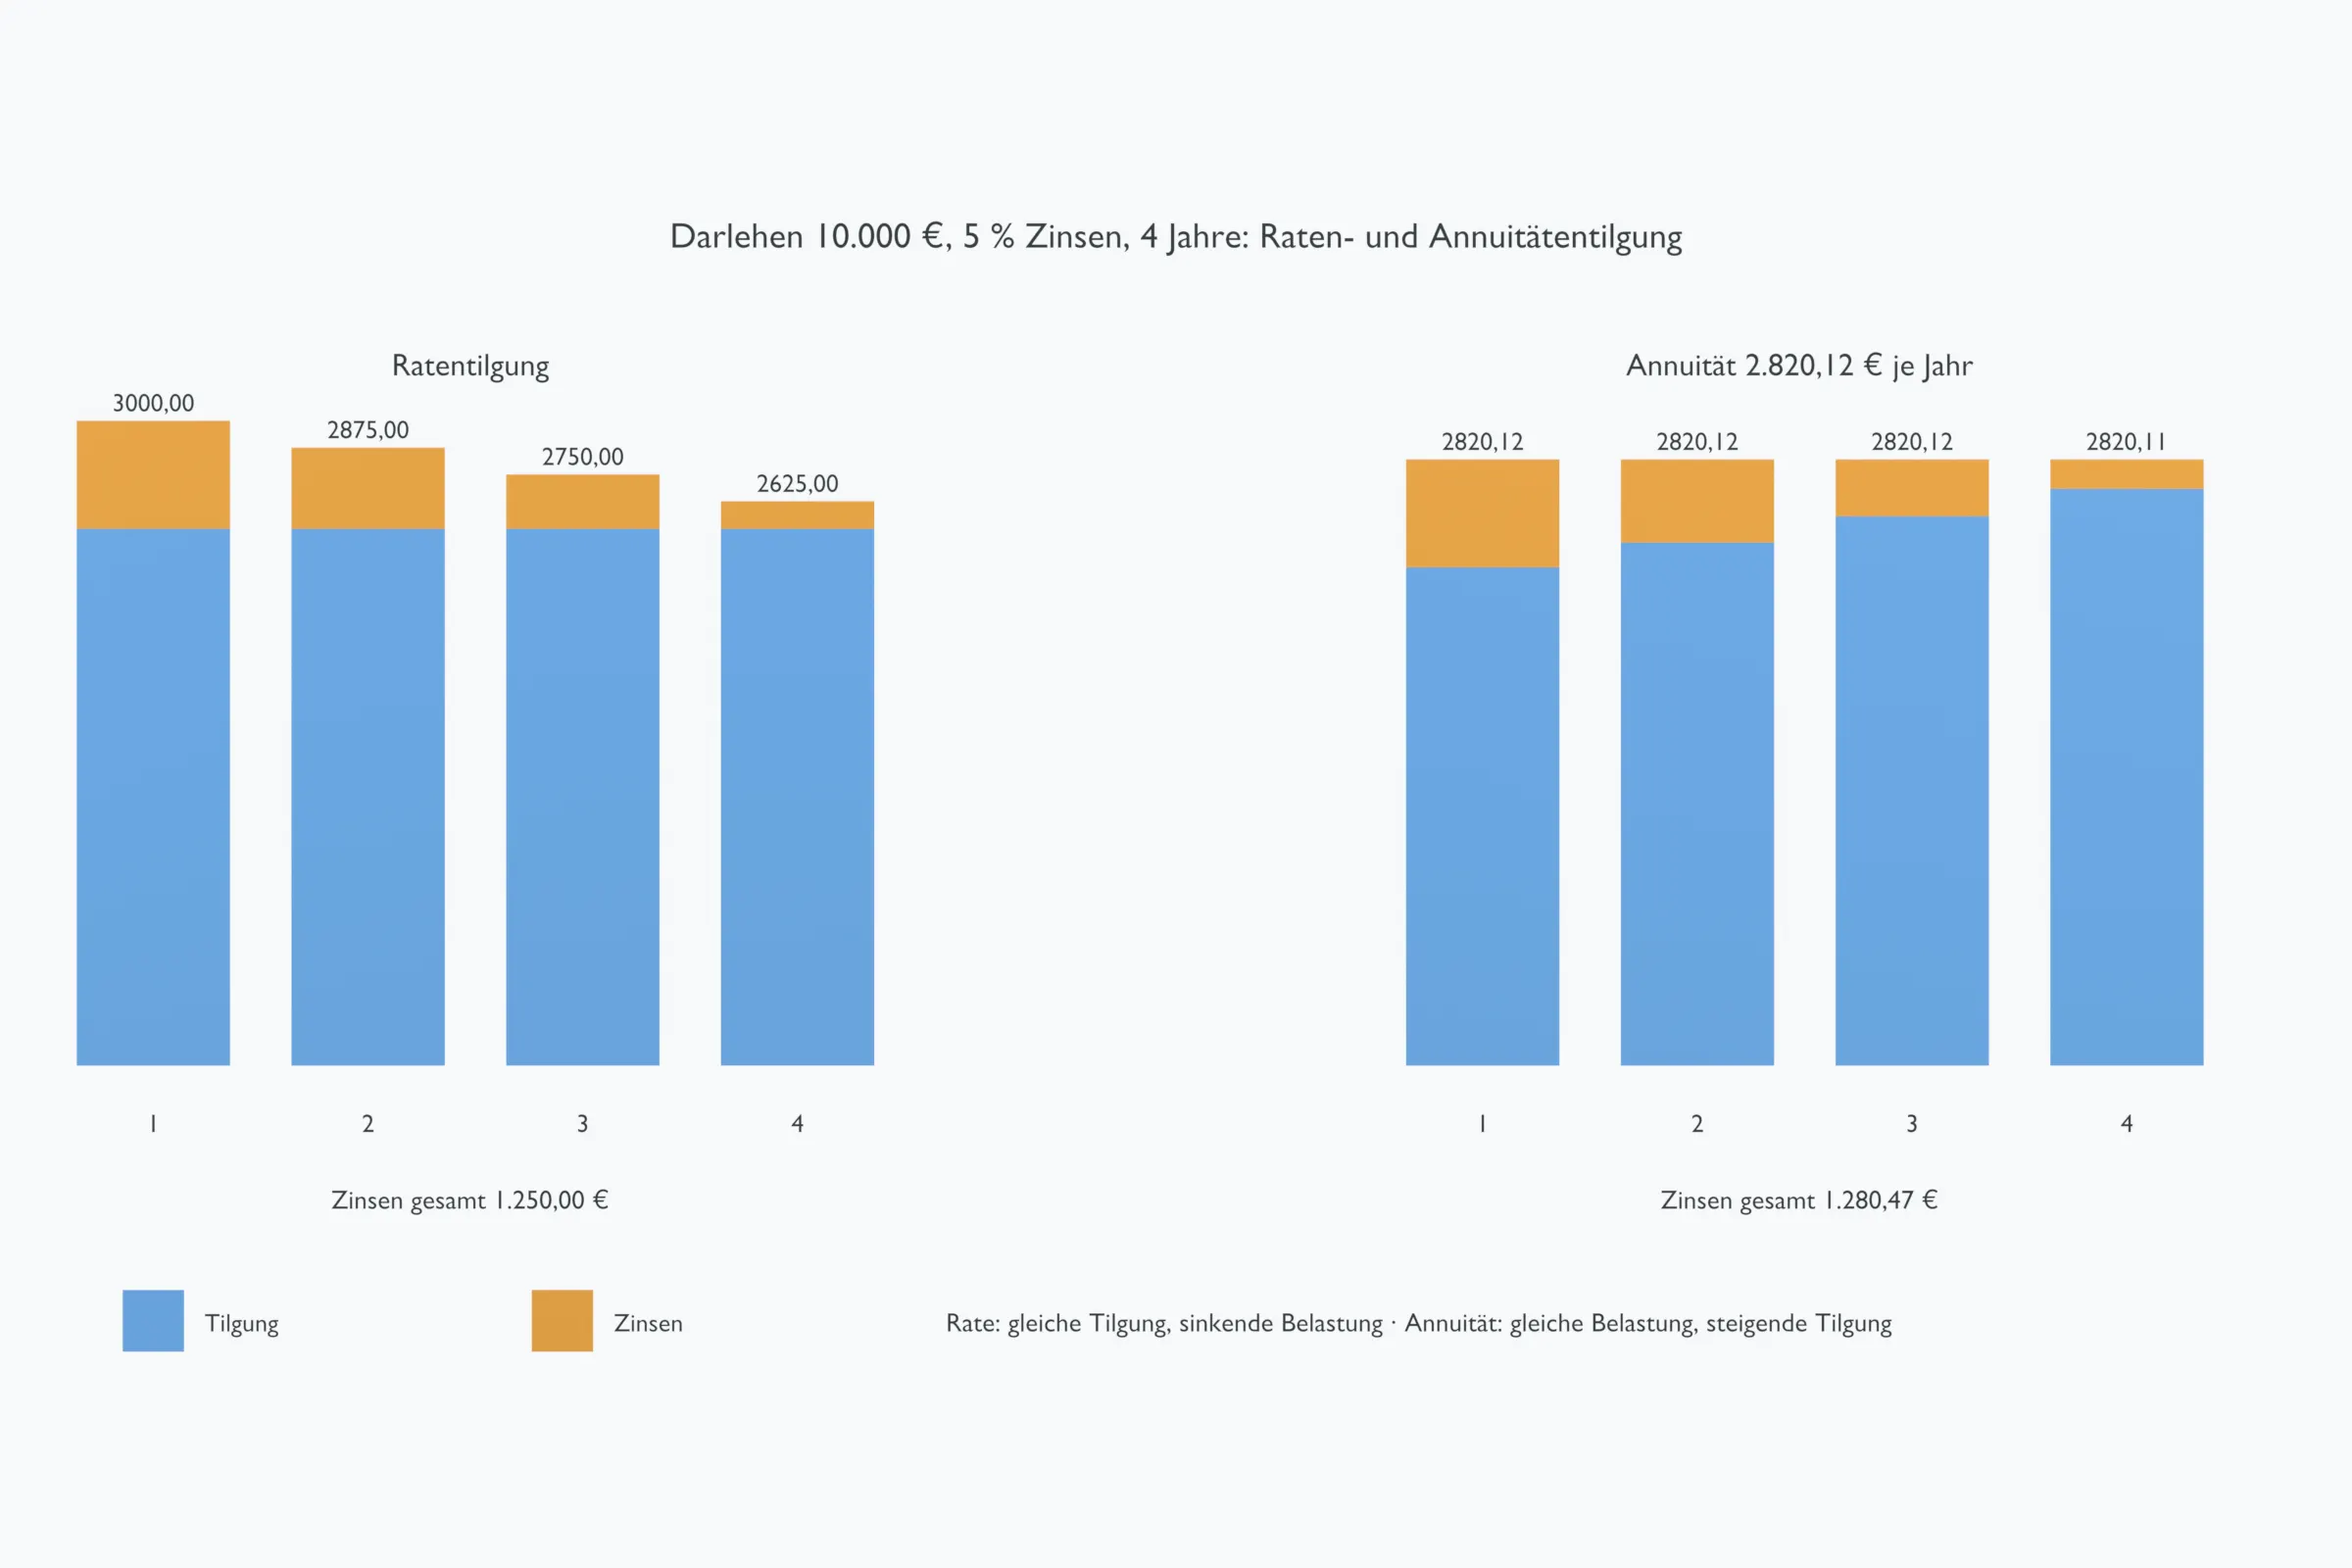 Darlehen 10.000 €, 5 % Zinsen, 4 Jahre: Raten- und Annuitätentilgung
Ratentilgung
3000,00
2875,00
2750,00
2625,00
1
2
3
4
Zinsen gesamt 1.250,00 €
Annuität 2.820,12 € je Jahr
2820,12
2820,12
2820,12
2820,11
1
2
3
4
Zinsen gesamt 1.280,47 €
Tilgung
Zinsen
Rate: gleiche Tilgung, sinkende Belastung · Annuität: gleiche Belastung, steigende Tilgung